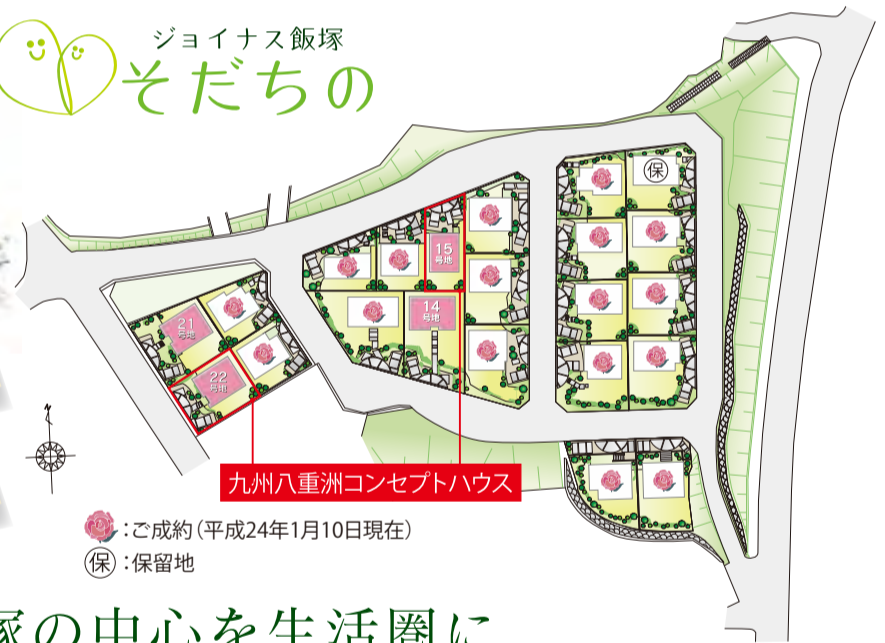 ジョイナス飯塚
そだちの
保
15
号地
14
号地
21
号地
22
号地
九州八重洲コンセプトハウス
:ご成約(平成24年1月10日現在)
保:保留地
塚の中心を生活圏に